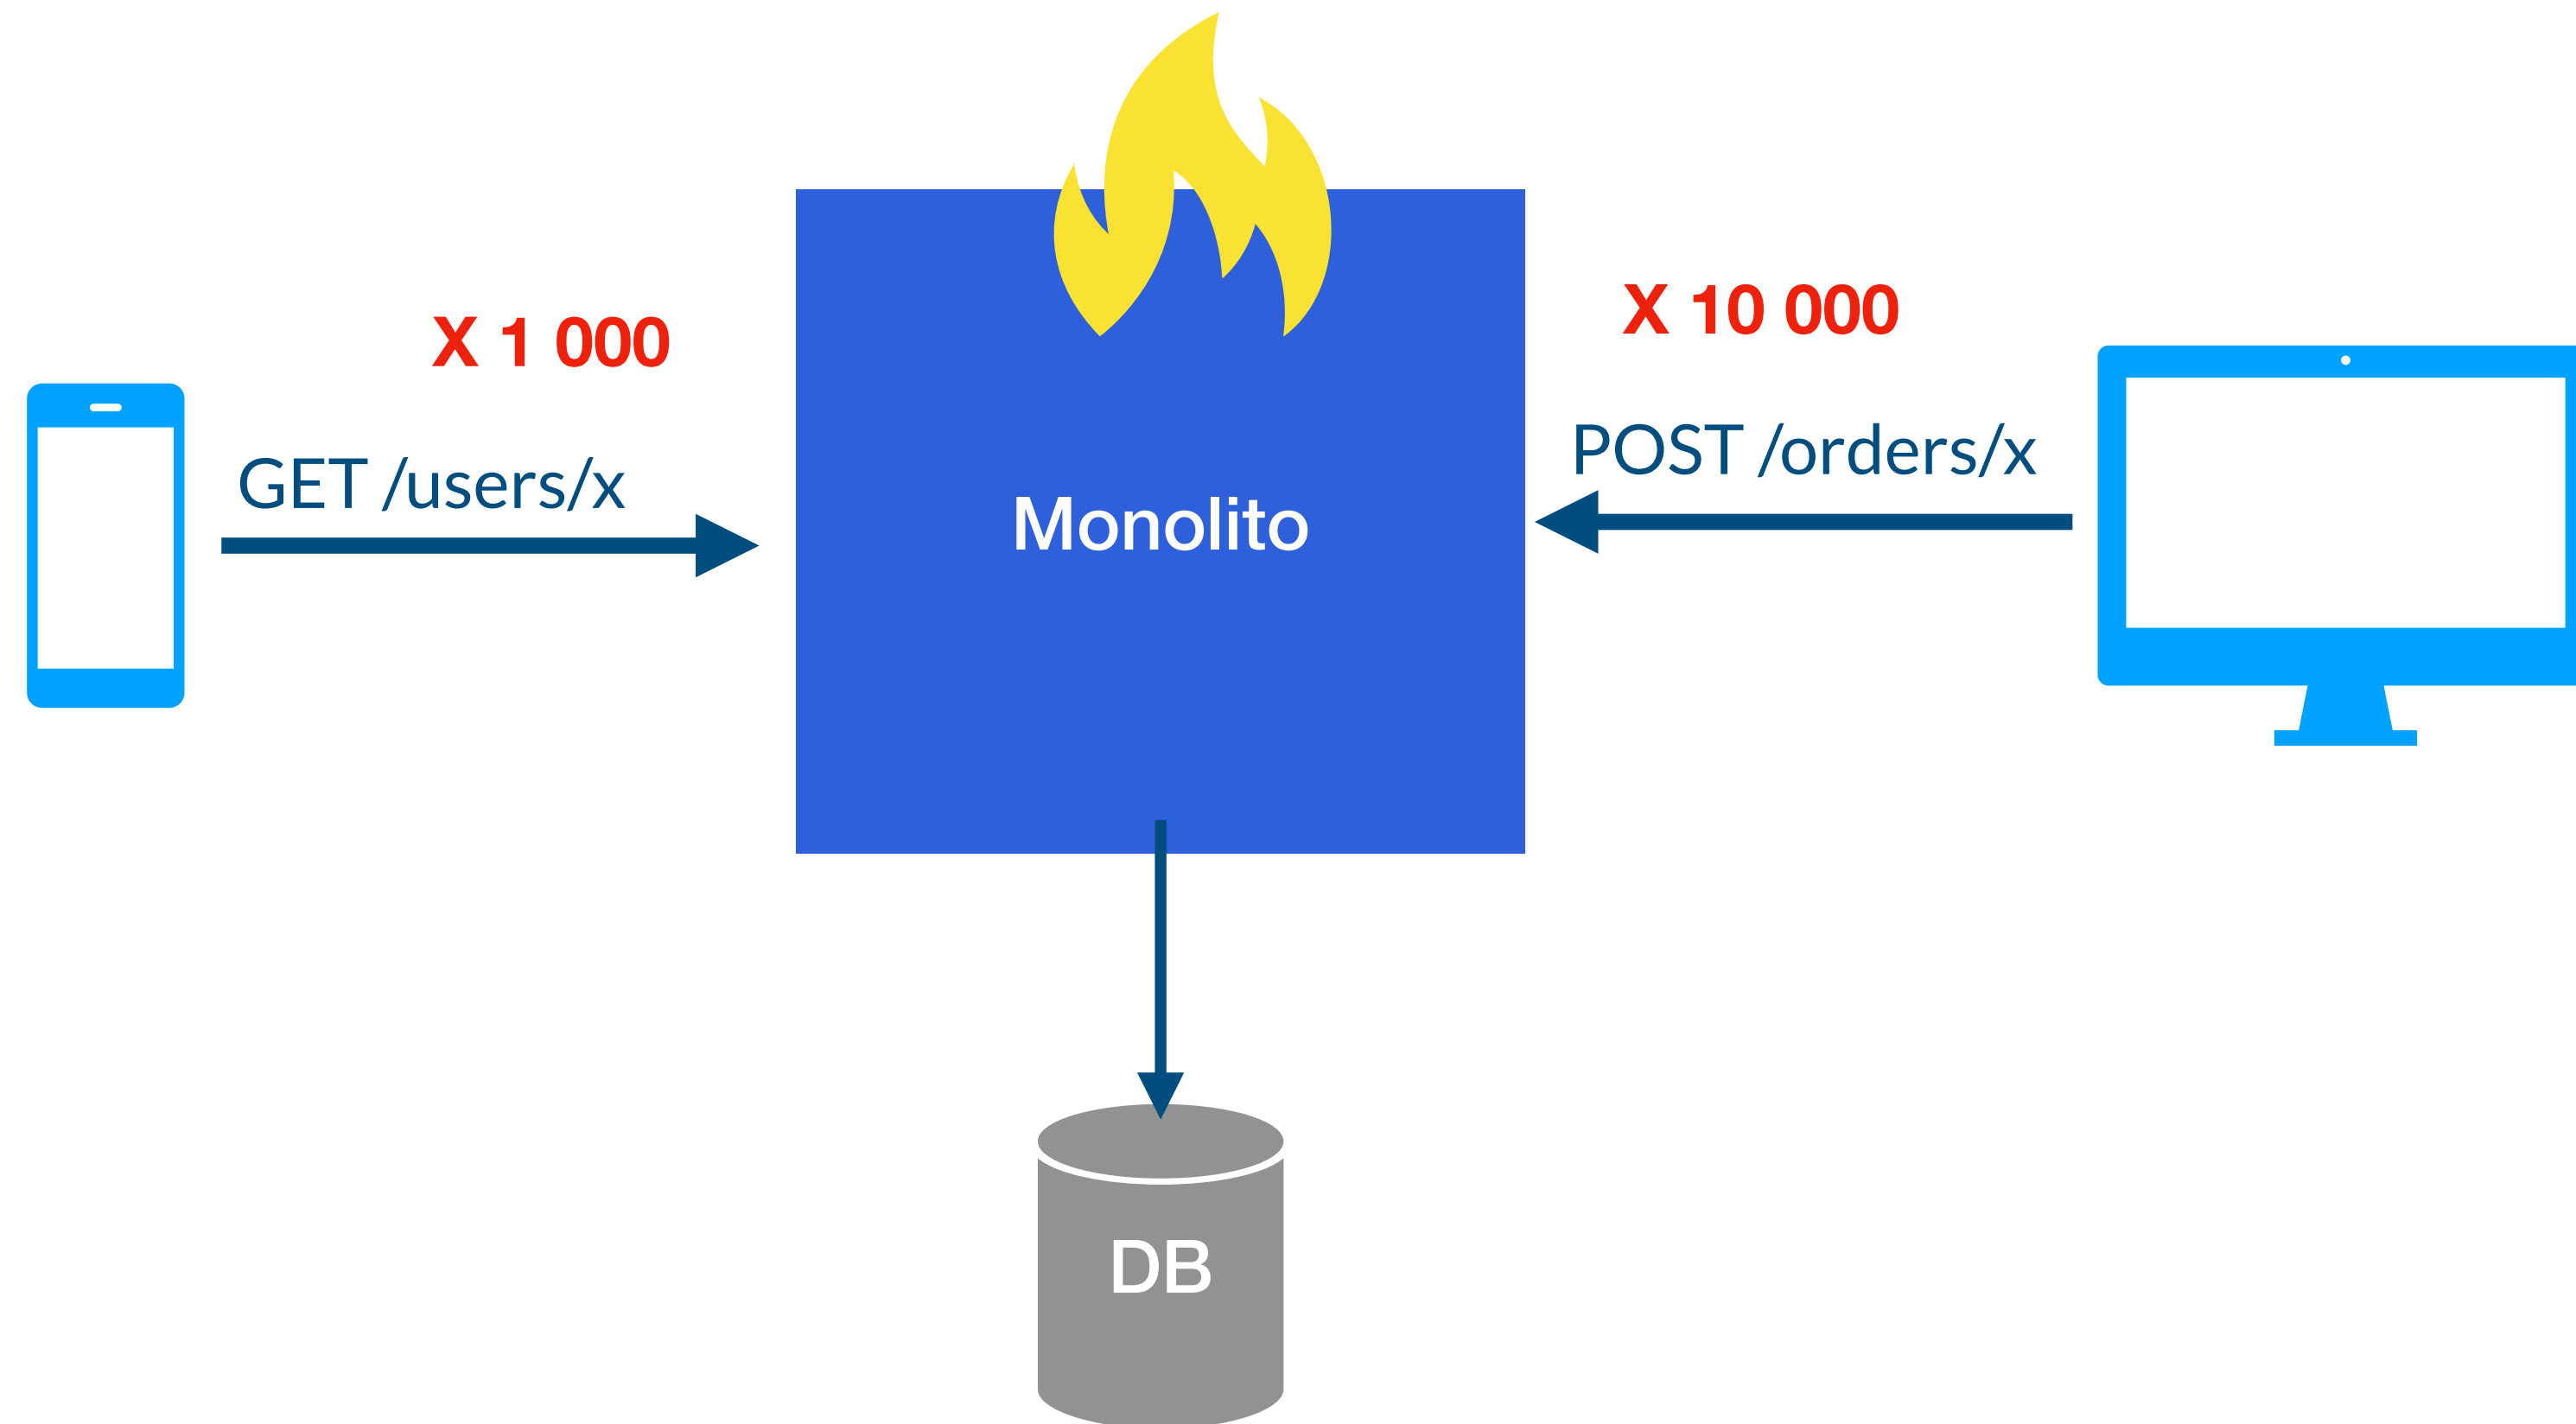 X 1 000
GET /users/x
Monolito
X 10 000
POST /orders/x
DB